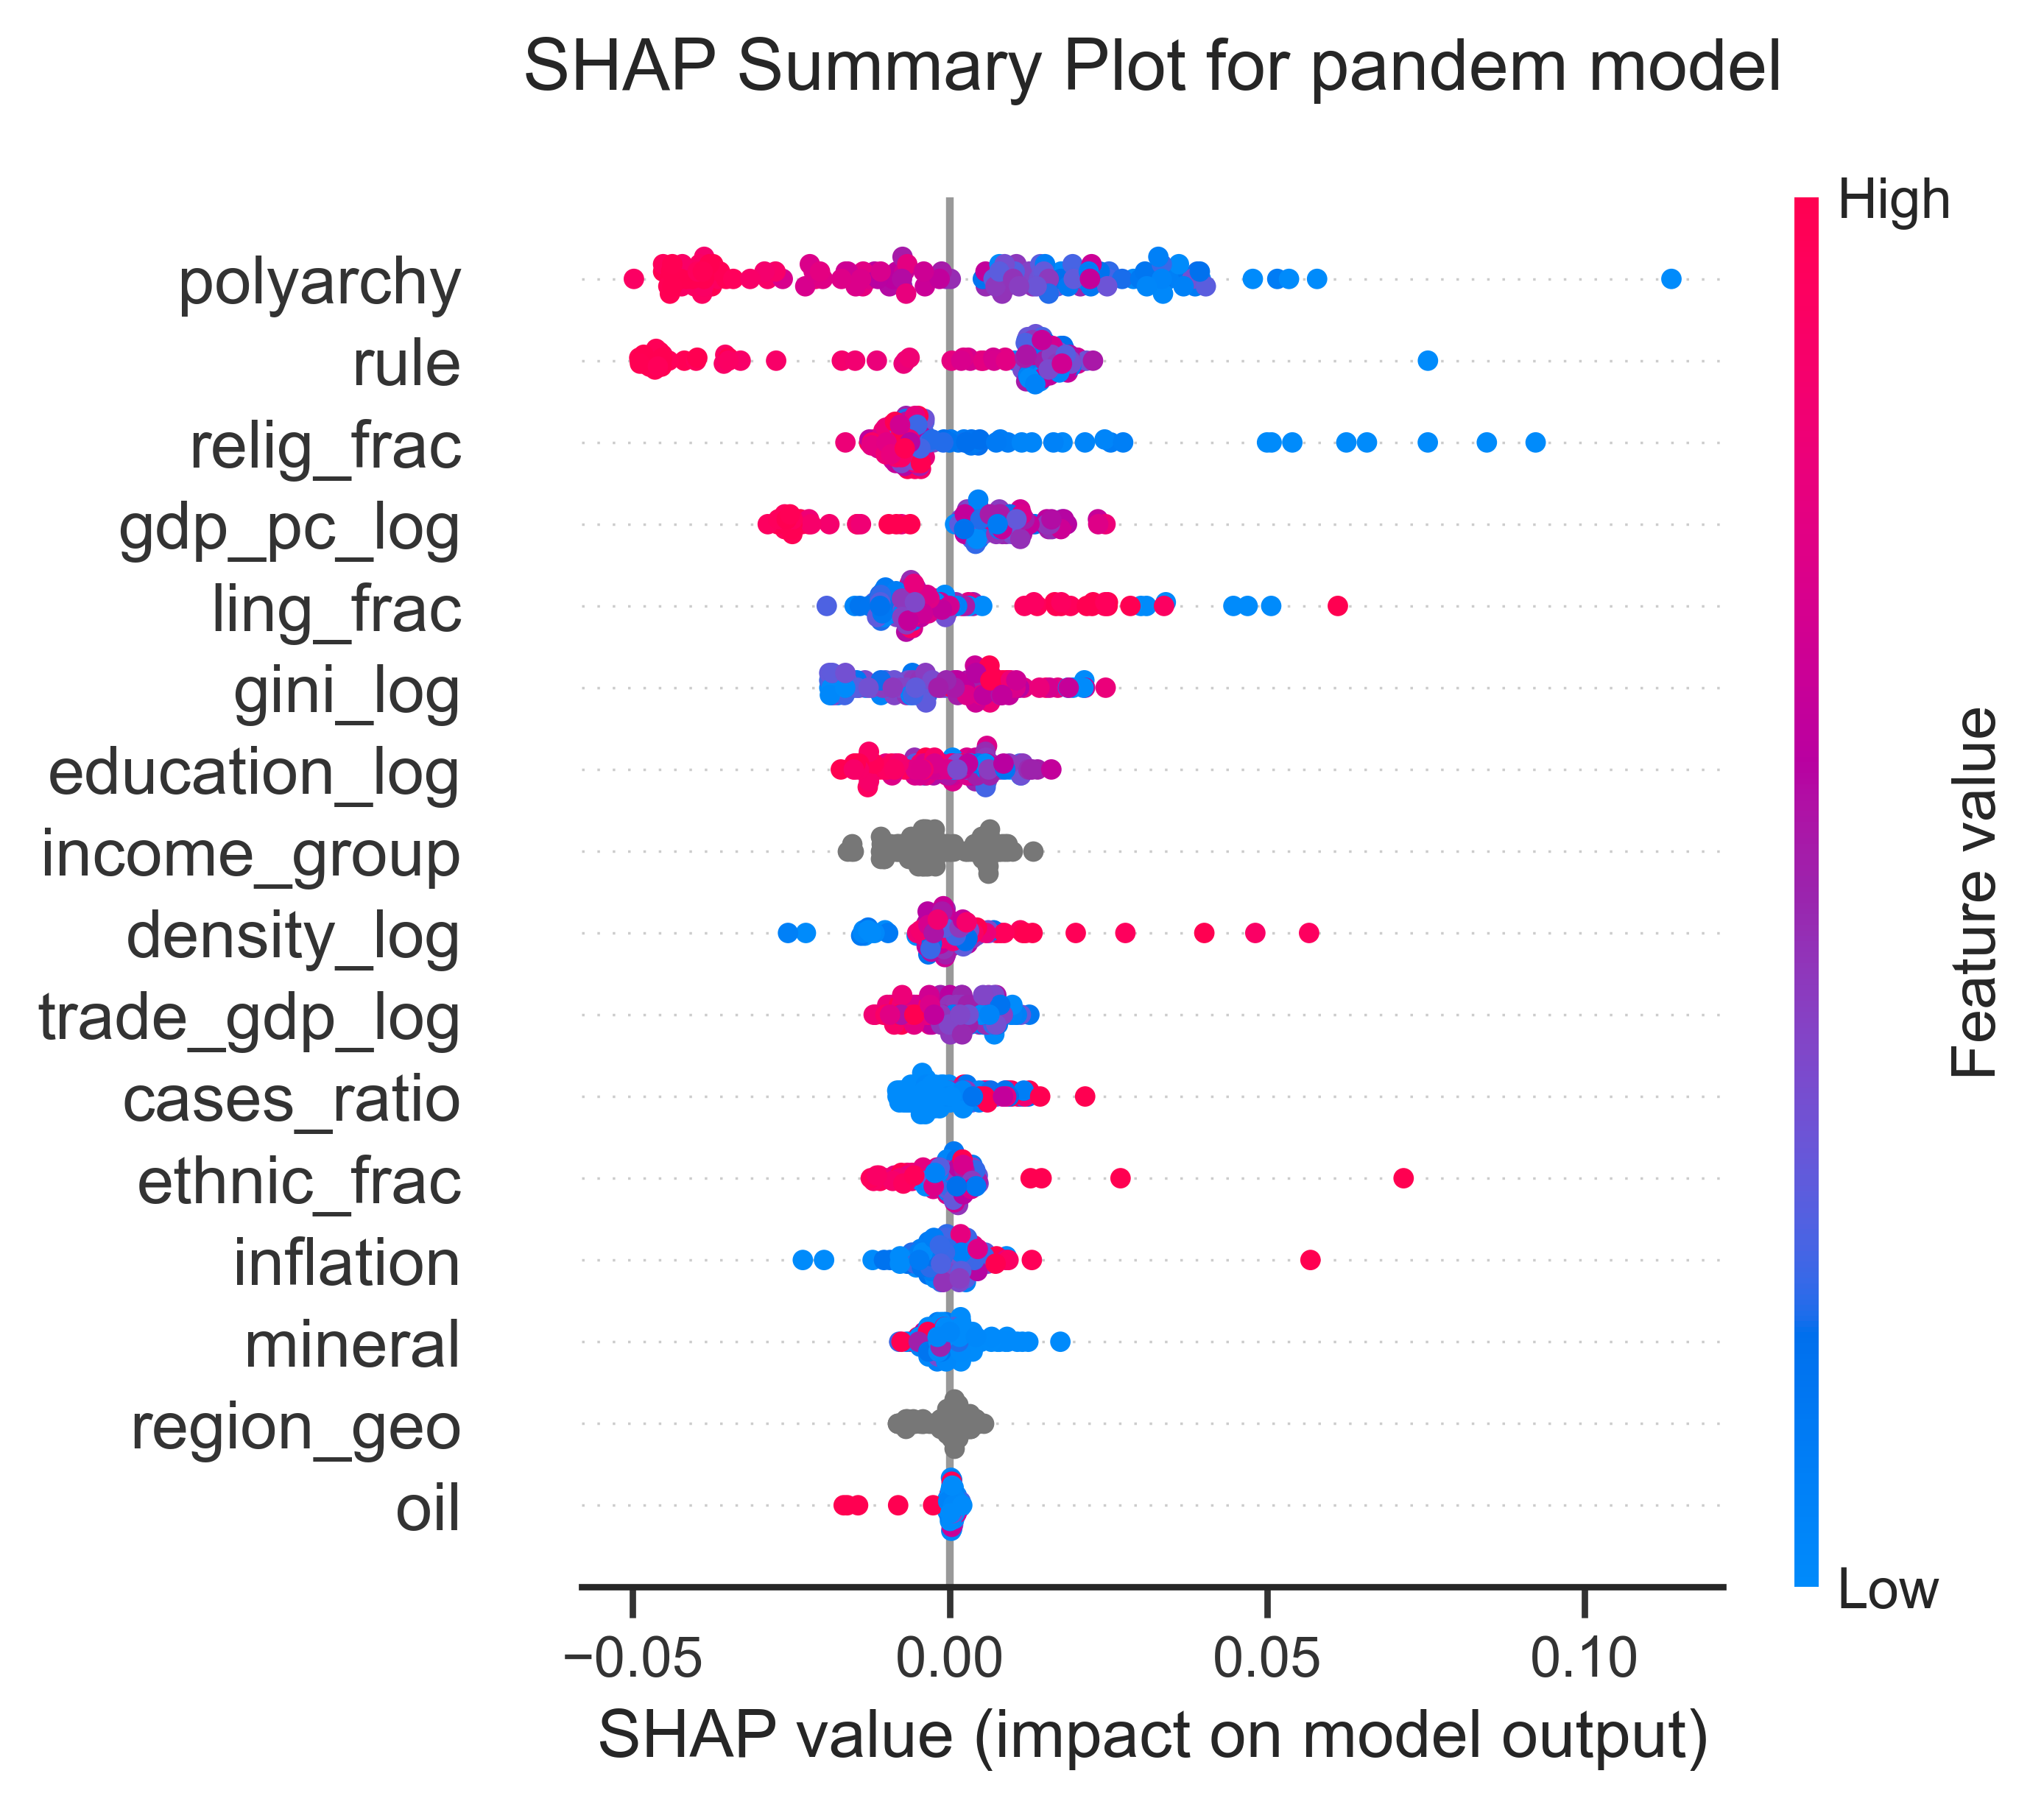 SHAP Summary Plot for pandem model
High
polyarchy
rule
relig_frac
gdp_pc_log
ling_frac
gini_log
education_log
income_group
density_log
trade_gdp_log
cases_ratio
ethnic_frac
inflation
mineral
region_geo
oil
Feature value
Low
−0.05 0.00 0.05 0.10
SHAP value (impact on model output)